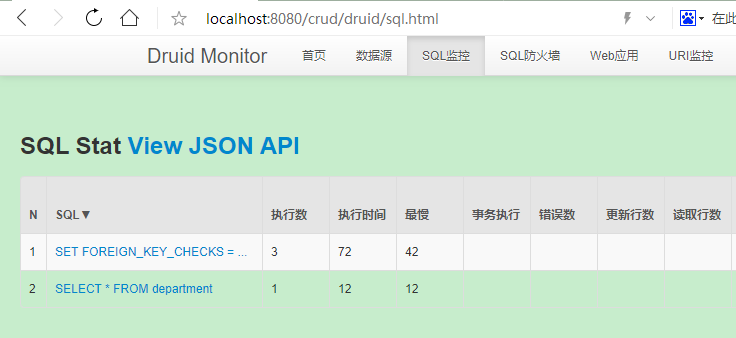 localhost:8080/crud/druid/sql.html 在此
Druid Monitor 首页 数据源 SQL监控 SQL防火墙 Web应用 URI监控
SQL Stat View JSON API
N SQL▼ 执行数 执行时间 最慢 事务执行 错误数 更新行数 读取行数
1 SET FOREIGN_KEY_CHECKS = ... 3 72 42
2 SELECT * FROM department 1 12 12